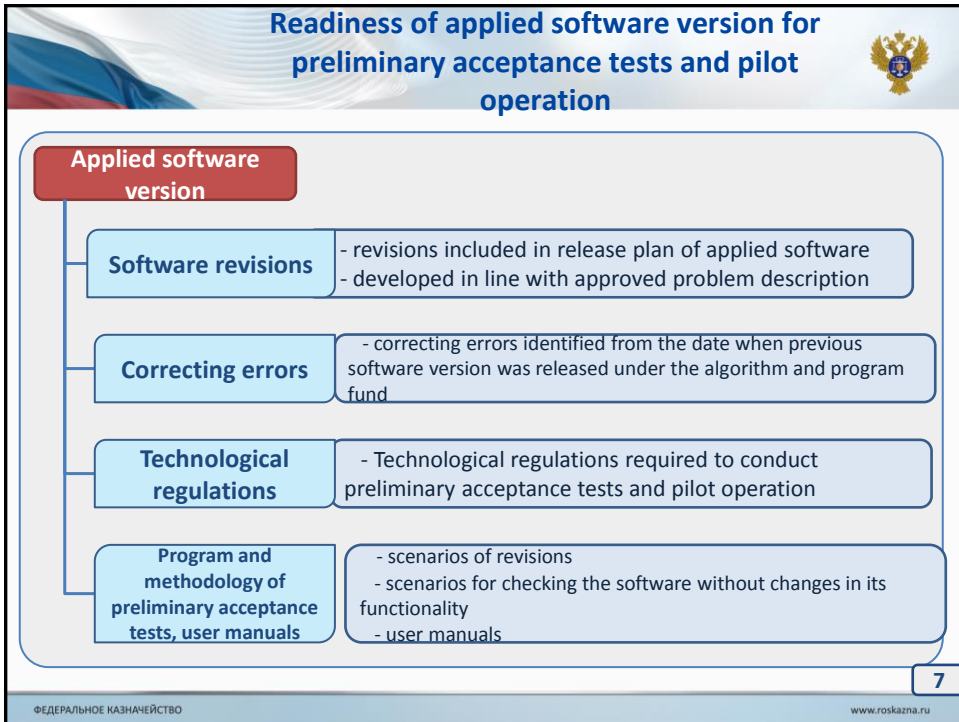 Readiness of applied software version for
preliminary acceptance tests and pilot
operation
Applied software
version
Software revisions
- revisions included in release plan of applied software
- developed in line with approved problem description
Correcting errors
- correcting errors identified from the date when previous
software version was released under the algorithm and program
fund
Technological
regulations
- Technological regulations required to conduct
preliminary acceptance tests and pilot operation
Program and
methodology of
preliminary acceptance
tests, user manuals
- scenarios of revisions
- scenarios for checking the software without changes in its
functionality
- user manuals
7
ФЕДЕРАЛЬНОЕ КАЗНАЧЕЙСТВО
www.roskazna.ru